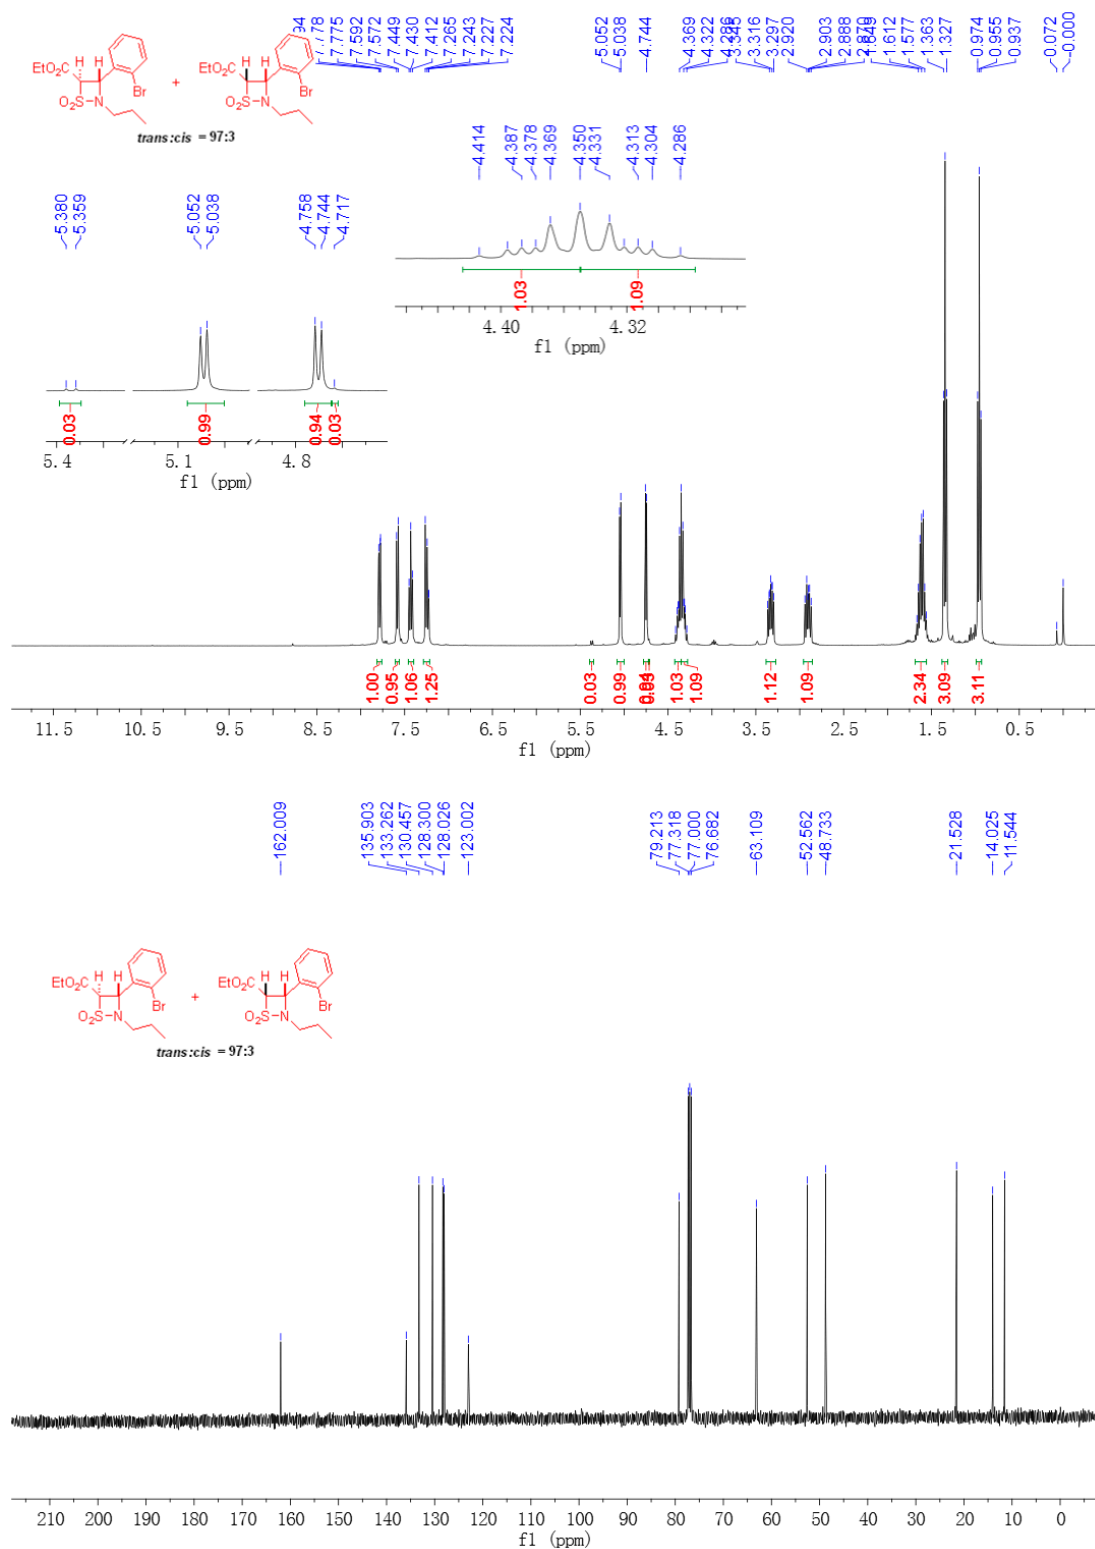 94 7.78 7.775 7.592 7.572 7.449 7.430 7.412 7.265 7.243 7.227 7.224 5.052 5.038 4.744 4.369 4.322 4.286 3.345 3.316 3.297 2.920 2.903 2.888 2.870 1.649 1.612 1.577 1.363 1.327 0.974 0.955 0.937 0.072 -0.000
H H
EtO2C
Br
O2S-N
+
H H
EtO2C
Br
O2S-N
trans:cis = 97:3
4.414 4.387 4.378 4.369 4.350 4.331 4.313 4.304 4.286
5.380 5.359 5.052 5.038 4.758 4.744 4.717
1.03 1.09
4.40 4.32
f1 (ppm)
0.03 0.99 0.94 0.03
5.4 5.1 4.8
f1 (ppm)
1.00 0.95 1.06 1.25 0.03 0.99 0.94 0.03 1.03 1.09 1.12 1.09 2.34 3.09 3.11
11.5 10.5 9.5 8.5 7.5 6.5 5.5 4.5 3.5 2.5 1.5 0.5
f1 (ppm)
162.009 135.903 133.262 130.457 128.300 128.026 123.002 79.213 77.318 77.000 76.682 63.109 52.562 48.733 21.528 14.025 11.544
H H
EtO2C
Br
O2S-N
+
H H
EtO2C
Br
O2S-N
trans:cis = 97:3
210 200 190 180 170 160 150 140 130 120 110 100 90 80 70 60 50 40 30 20 10 0
f1 (ppm)